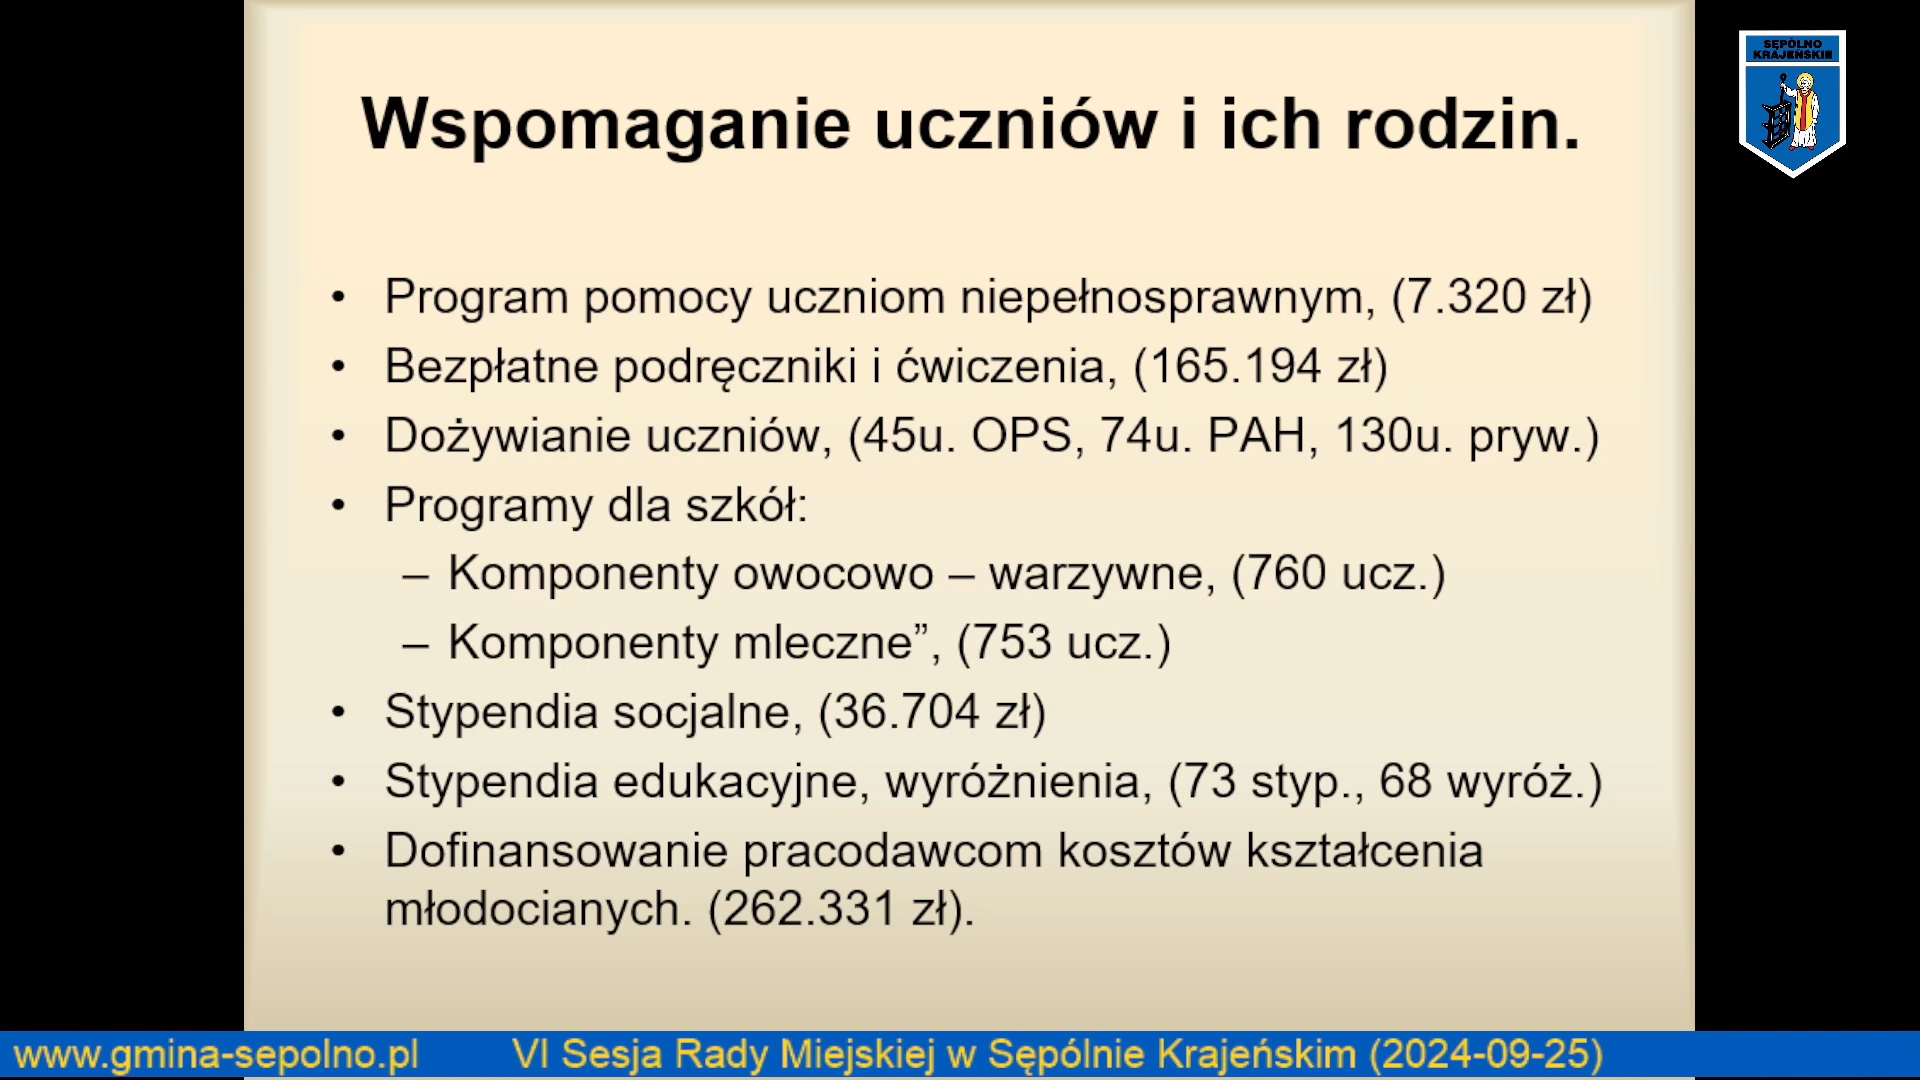 Wspomaganie uczniów i ich rodzin.
SĘPÓLNO
KRAJEŃSKIE
• Program pomocy uczniom niepełnosprawnym, (7.320 zł)
• Bezpłatne podręczniki i ćwiczenia, (165.194 zł)
• Dożywianie uczniów, (45u. OPS, 74u. PAH, 130u. pryw.)
• Programy dla szkół:
– Komponenty owocowo – warzywne, (760 ucz.)
– Komponenty mleczne”, (753 ucz.)
• Stypendia socjalne, (36.704 zł)
• Stypendia edukacyjne, wyróżnienia, (73 styp., 68 wyróż.)
• Dofinansowanie pracodawcom kosztów kształcenia
młodocianych. (262.331 zł).
www.gmina-sepolno.pl VI Sesja Rady Miejskiej w Sępólnie Krajeńskim (2024-09-25)